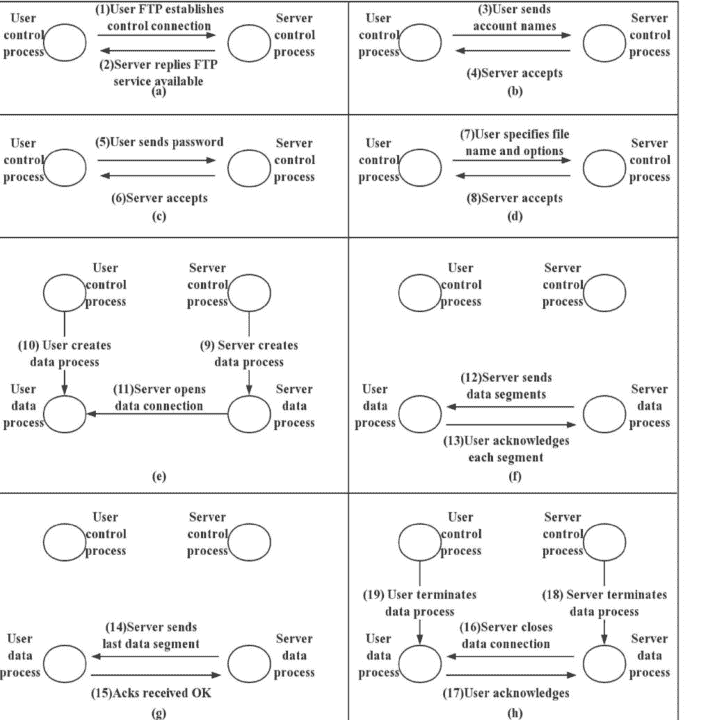 (1)User FTP establishes
control connection
User
control
process
Server
control
process
(2)Server replies FTP
service available
(a)
(3)User sends
account names
User
control
process
Server
control
process
(4)Server accepts
(b)
(5)User sends password
User
control
process
Server
control
process
(6)Server accepts
(c)
(7)User specifies file
name and options
User
control
process
Server
control
process
(8)Server accepts
(d)
User
control
process
Server
control
process
(10) User creates
data process
(9) Server creates
data process
User
data
process
(11)Server opens
data connection
Server
data
process
(e)
User
control
process
Server
control
process
(12)Server sends
data segments
User
data
process
Server
data
process
(13)User acknowledges
each segment
(f)
User
control
process
Server
control
process
(14)Server sends
last data segment
User
data
process
Server
data
process
(15)Acks received OK
(g)
User
control
process
Server
control
process
(19) User terminates
data process
(18) Server terminates
data process
(16)Server closes
data connection
User
data
process
Server
data
process
(17)User acknowledges
(h)